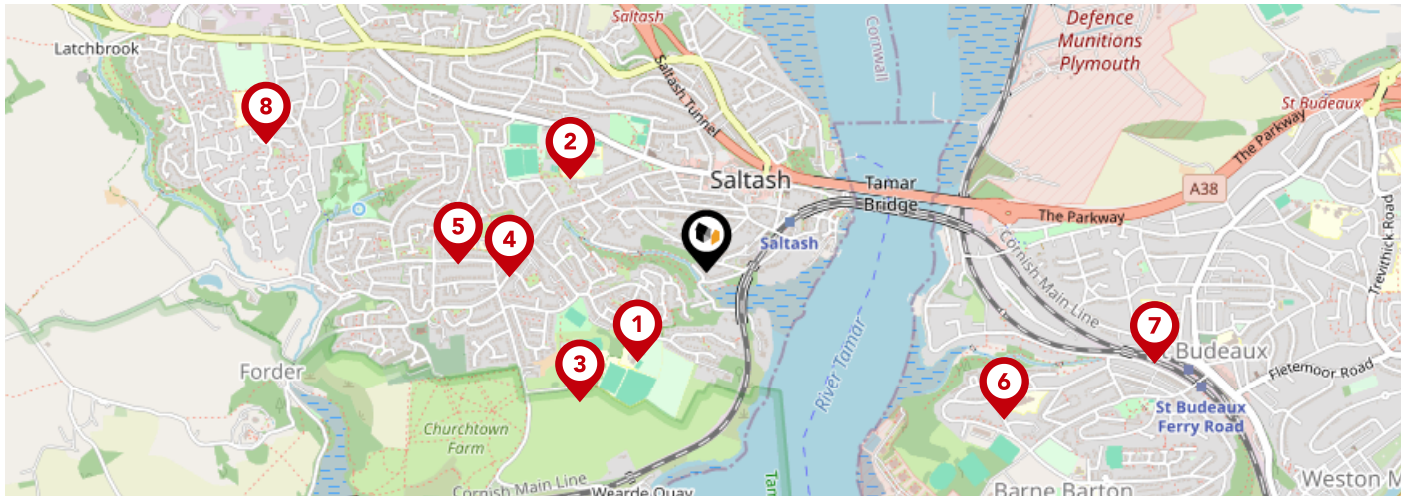 Saltash
Defence
Munitions
Plymouth
Latchbrook
Cornwall
Saltash Tunnel
St Budeaux
8
2
The Parkway
Saltash
Tamar
Bridge
A38
The Parkway
Trevithick Road
5
4
Saltash
Cornish Main Line
1
7
Budeaux
3
Forder
River Tamar
6
Fletemoor Road
St Budeaux
Ferry Road
Churchtown
Farm
Cornish Main Line
Wearde Quay
Tam
Barne Barton
Weston M